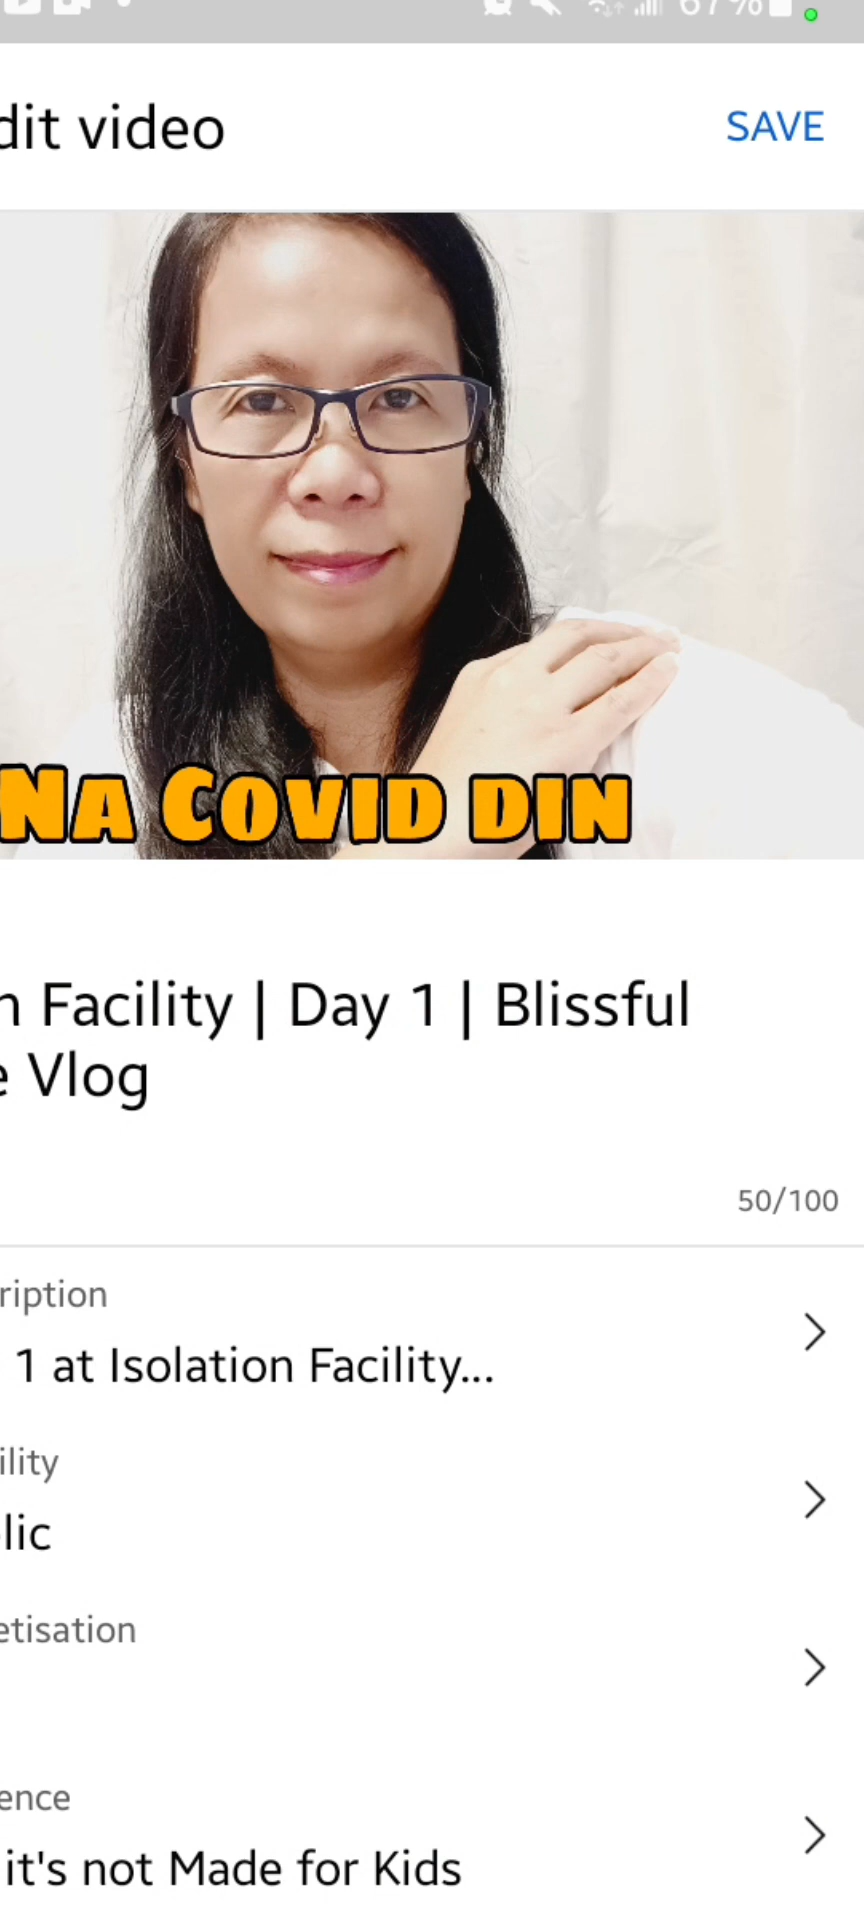 dit video
SAVE
Na Covid din
n Facility | Day 1 | Blissful
e Vlog
50/100
ription
1 at Isolation Facility...
ility
lic
etisation
ence
it's not Made for Kids